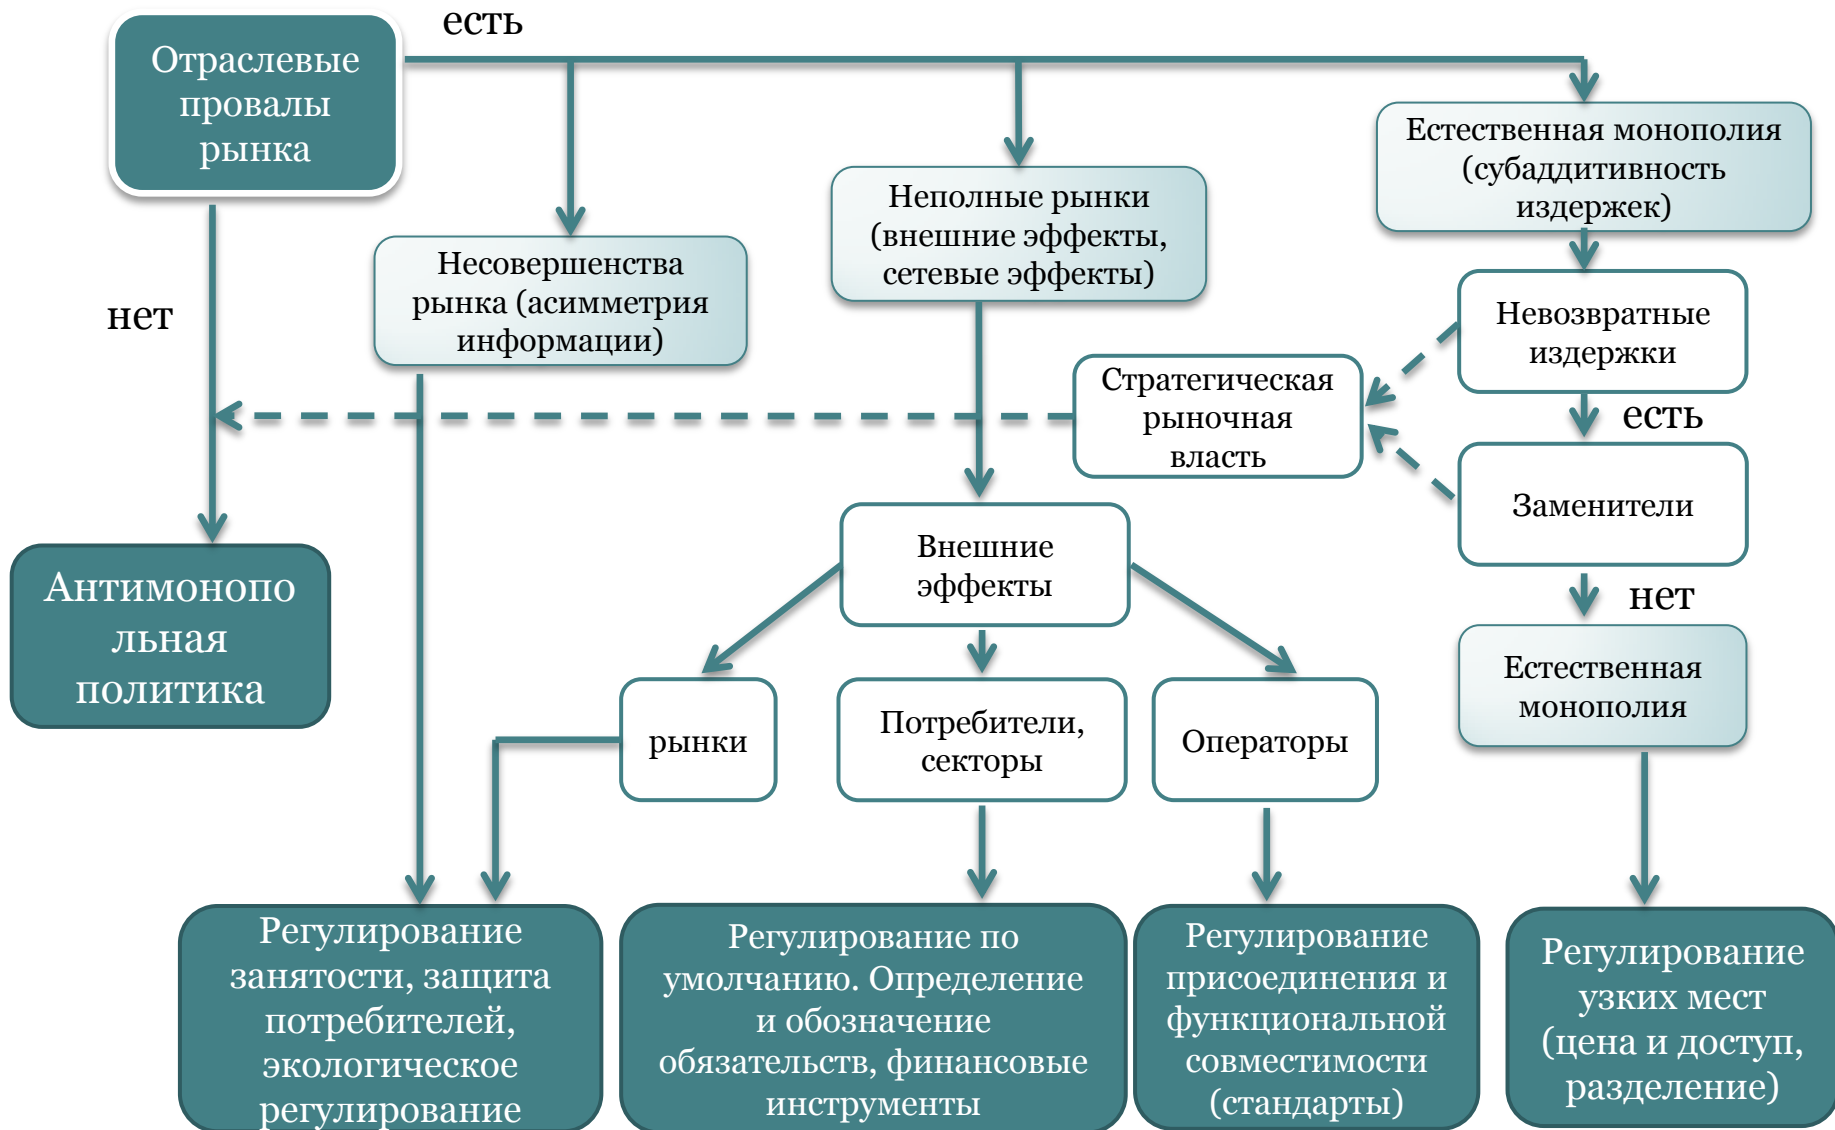 есть
Отраслевые
провалы
рынка
Естественная монополия
(субаддитивность
издержек)
Неполные рынки
(внешние эффекты,
сетевые эффекты)
Несовершенства
рынка (асимметрия
информации)
нет
Невозвратные
издержки
Стратегическая
рыночная
власть
есть
Заменители
Внешние
эффекты
Антимонопо
льная
политика
нет
Естественная
монополия
рынки
Потребители,
секторы
Операторы
Регулирование
занятости, защита
потребителей,
экологическое
регулирование
Регулирование по
умолчанию. Определение
и обозначение
обязательств, финансовые
инструменты
Регулирование
присоединения и
функциональной
совместимости
(стандарты)
Регулирование
узких мест
(цена и доступ,
разделение)